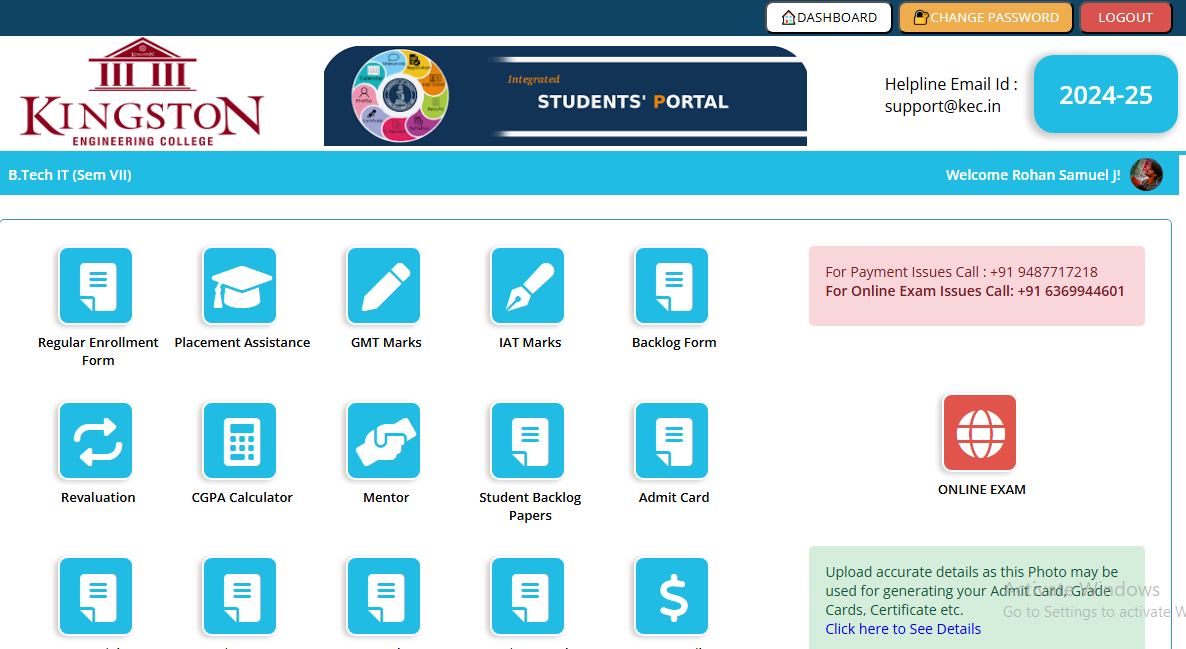 DASHBOARD
CHANGE PASSWORD
LOGOUT
KINGSTON
ENGINEERING COLLEGE
Integrated
STUDENTS' PORTAL
Helpline Email Id :
support@kec.in
2024-25
B.Tech IT (Sem VII)
Welcome Rohan Samuel J!
Regular Enrollment
Form
Placement Assistance
GMT Marks
IAT Marks
Backlog Form
For Payment Issues Call : +91 9487717218
For Online Exam Issues Call: +91 6369944601
Revaluation
CGPA Calculator
Mentor
Student Backlog
Papers
Admit Card
ONLINE EXAM
Upload accurate details as this Photo may be
used for generating your Admit Card, Grade
Cards, Certificate etc.
Click here to See Details
Activate Windows
Go to Settings to activate W